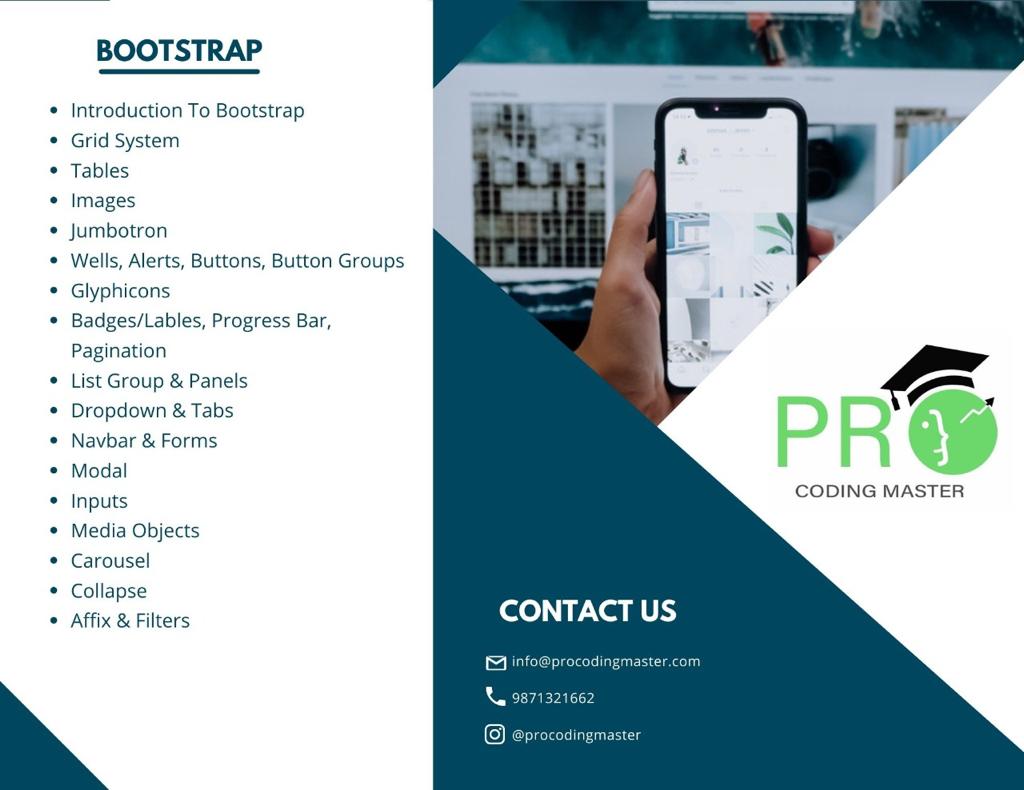 BOOTSTRAP
Introduction To Bootstrap
Grid System
Tables
Images
Jumbotron
Wells, Alerts, Buttons, Button Groups
Glyphicons
Badges/Lables, Progress Bar,
Pagination
List Group & Panels
Dropdown & Tabs
Navbar & Forms
Modal
Inputs
Media Objects
Carousel
Collapse
Affix & Filters
PRO
CODING MASTER
CONTACT US
info@procodingmaster.com
9871321662
@procodingmaster